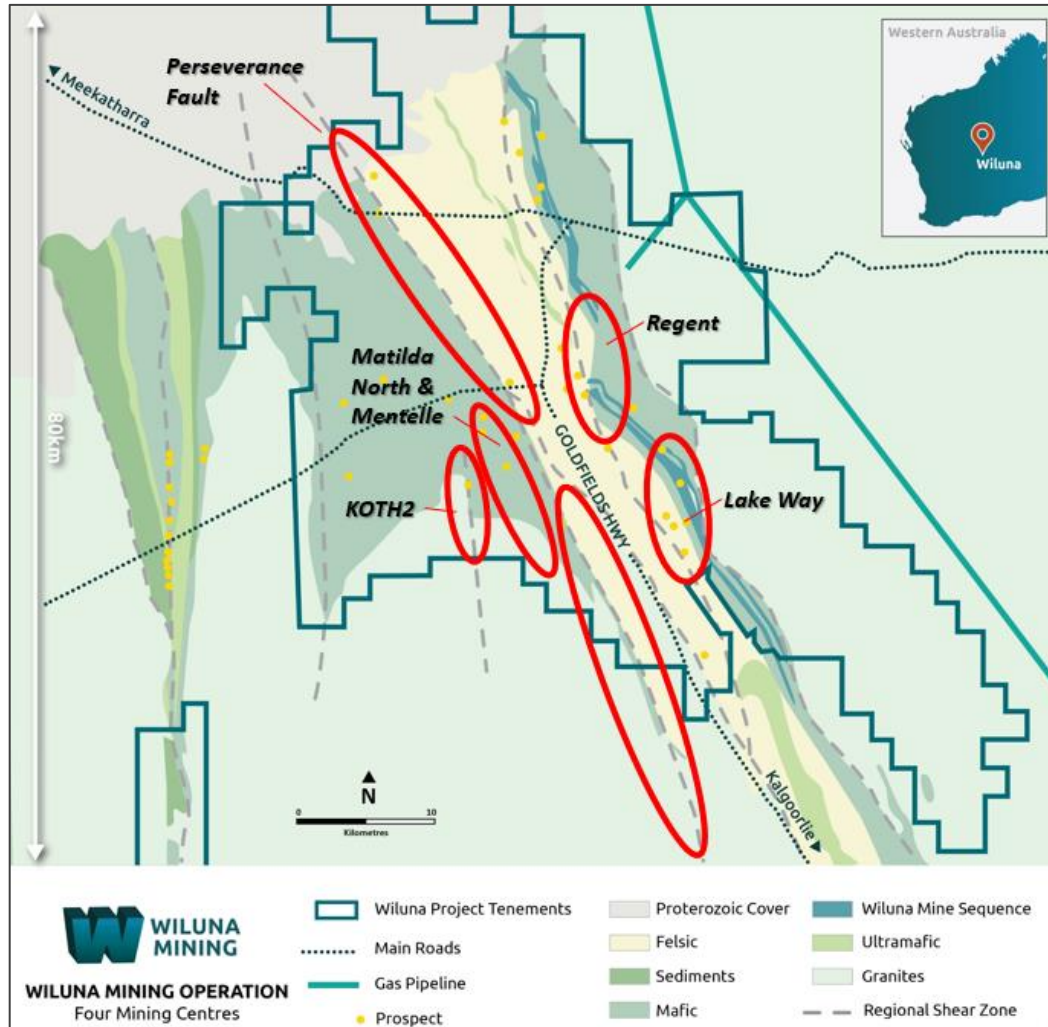 Perseverance
Fault
Meekatharra
Western Australia
Wiluna
Regent
Matilda
North &
Mentelle
80km
GOLDFIELDS HWY
KOTH2
Lake Way
N
0 10
Kilometres
Kalgoorlie
W WILUNA
MINING
WILUNA MINING OPERATION
Four Mining Centres
Wiluna Project Tenements
Main Roads
Gas Pipeline
Prospect
Proterozoic Cover
Felsic
Sediments
Mafic
Wiluna Mine Sequence
Ultramafic
Granites
Regional Shear Zone